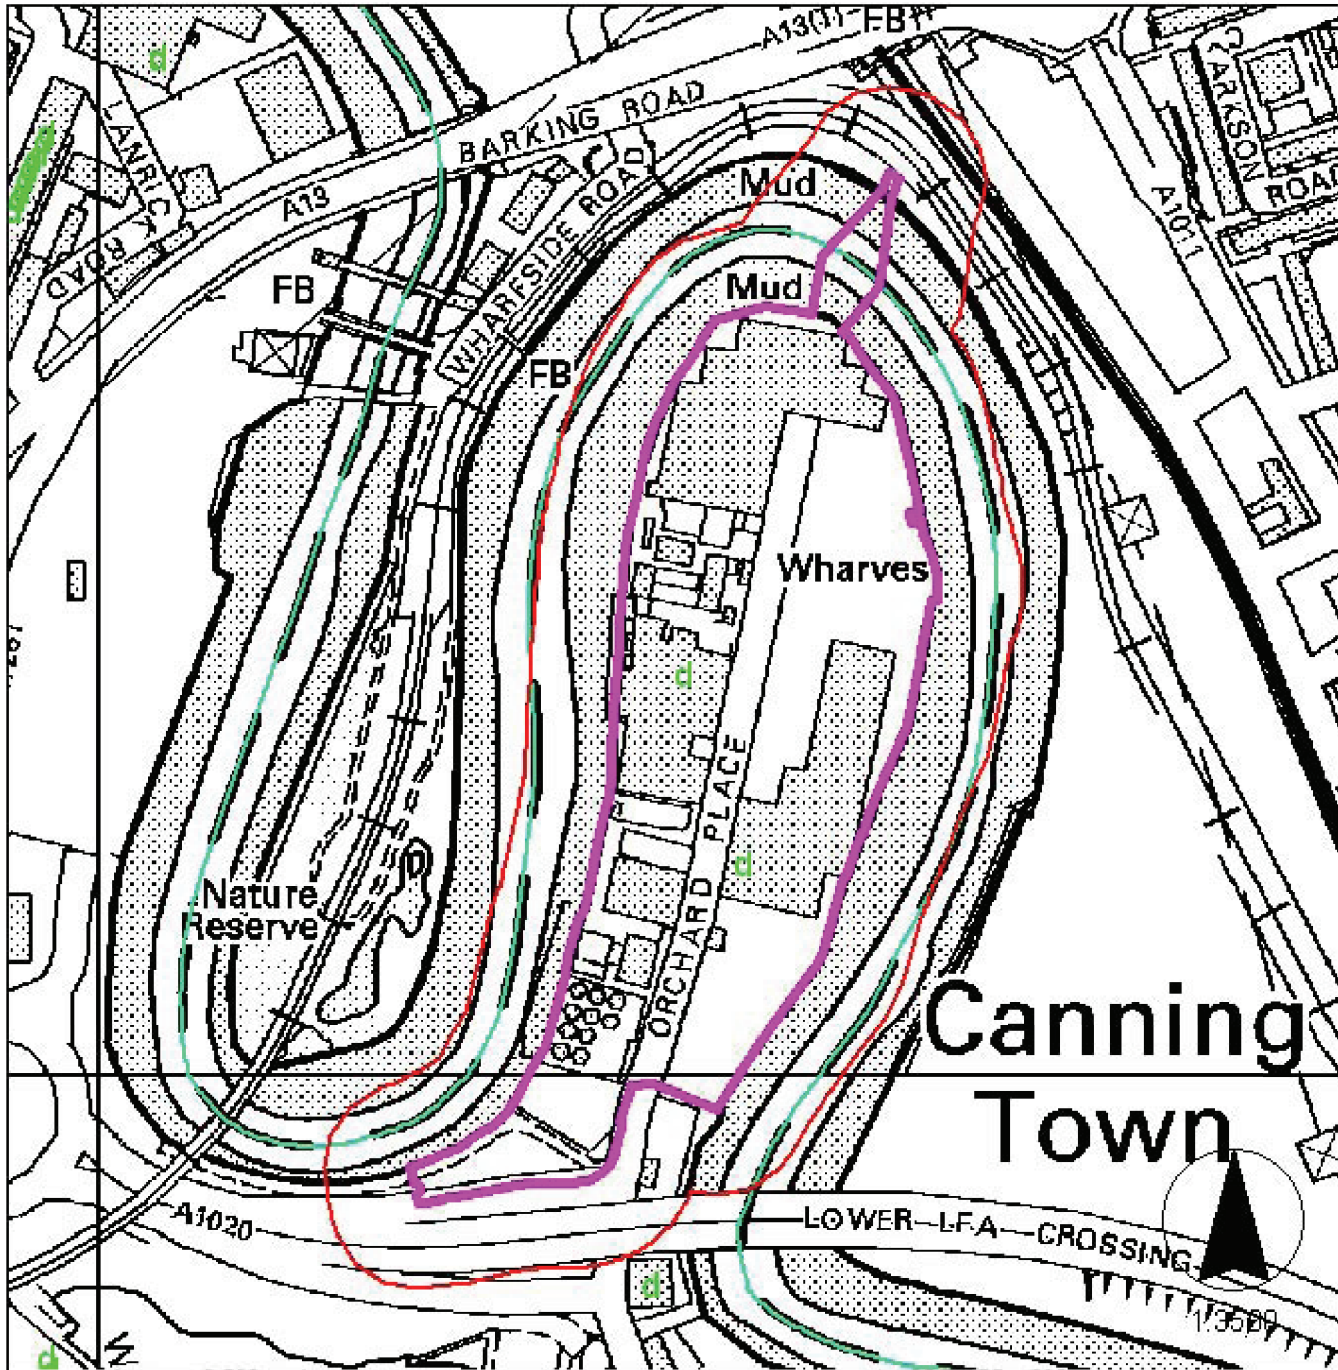 d
A13(T)
FB
PARKSON
ROAD
LANRICK
ROAD
BARKING ROAD
A13
Mud
A1011
FB
WHARFSIDE ROAD
Mud
FB
Wharves
d
ORCHARD PLACE
d
Nature
Reserve
Canning
Town
A1020
LOWER LEA CROSSING
d
d